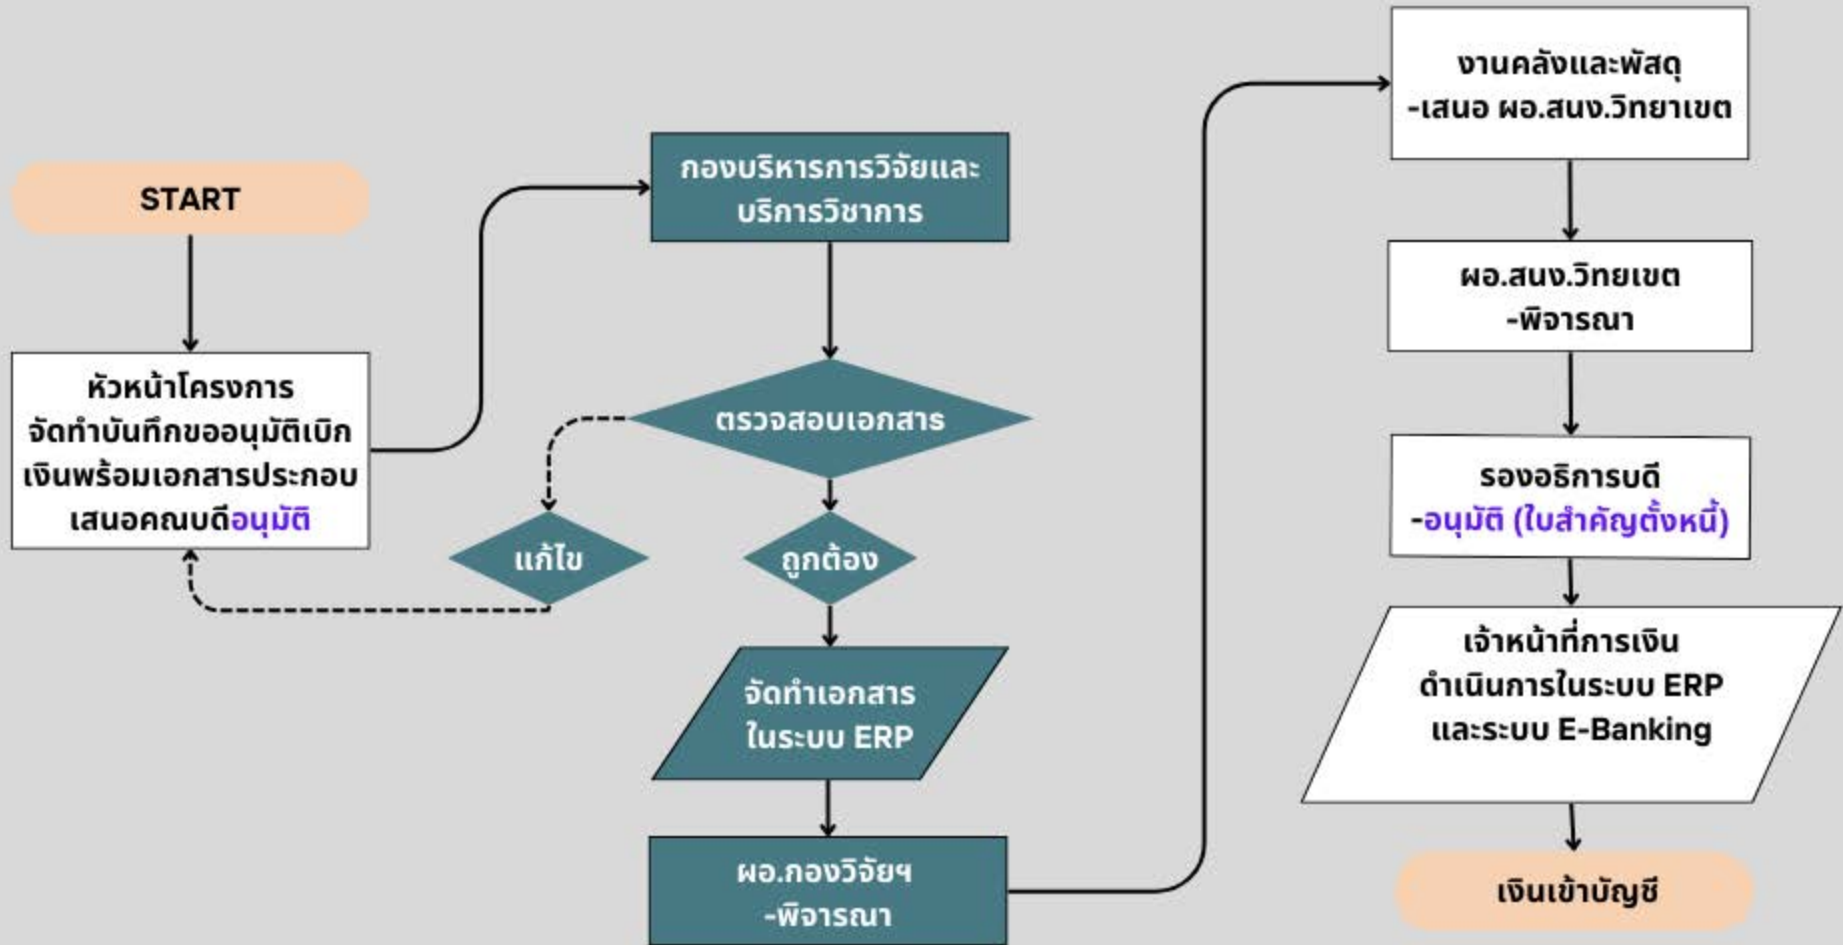 START
หัวหน้าโครงการ
จัดทำบันทึกขออนุมัติเบิก
เงินพร้อมเอกสารประกอบ
เสนอคณบดีอนุมัติ
กองบริหารการวิจัยและ
บริการวิชาการ
ตรวจสอบเอกสาร
แก้ไข
ถูกต้อง
จัดทำเอกสาร
ในระบบ ERP
ผอ.กองวิจัยฯ
-พิจารณา
งานคลังและพัสดุ
-เสนอ ผอ.สนง.วิทยาเขต
ผอ.สนง.วิทยเขต
-พิจารณา
รองอธิการบดี
-อนุมัติ (ใบสำคัญตั้งหนี้)
เจ้าหน้าที่การเงิน
ดำเนินการในระบบ ERP
และระบบ E-Banking
เงินเข้าบัญชี